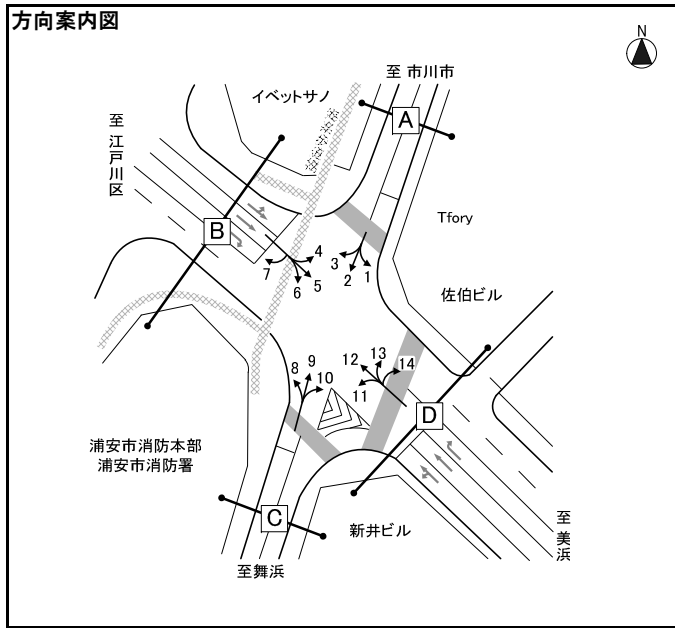 方向案内図
N
至 市川市
イベットサノ
A
至 江戸川区
B
Tfory
4
3
7
5
2
1
6
佐伯ビル
9
13
12
14
8
10
11
D
浦安市消防本部
浦安市消防署
C
新井ビル
至 美浜
至舞浜